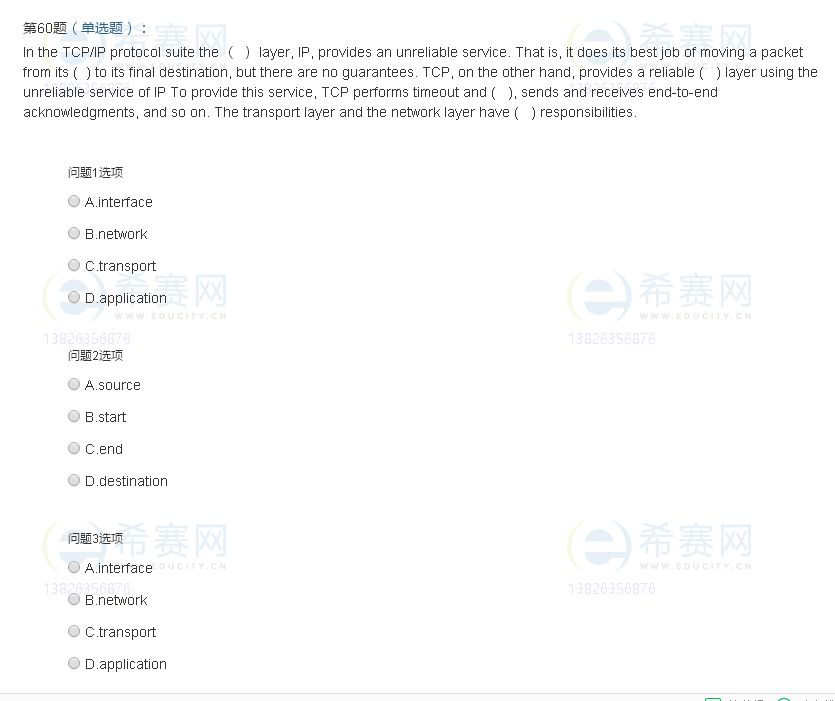 第60题（单选题）：
In the TCP/IP protocol suite the （ ）layer, IP, provides an unreliable service. That is, it does its best job of moving a packet
from its ( ) to its final destination, but there are no guarantees. TCP, on the other hand, provides a reliable ( ) layer using the
unreliable service of IP To provide this service, TCP performs timeout and ( ), sends and receives end-to-end
acknowledgments, and so on. The transport layer and the network layer have ( ) responsibilities.
问题1选项
A.interface
B.network
C.transport
D.application
希赛网 希赛网
WWW.EDUCITY.CN WWW.EDUCITY.CN
13826356876 13826356876
问题2选项
A.source
B.start
C.end
D.destination
希赛网 希赛网
问题3选项
A.interface
WWW.EDUCITY.CN
13826356876 13826356876
B.network
C.transport
D.application